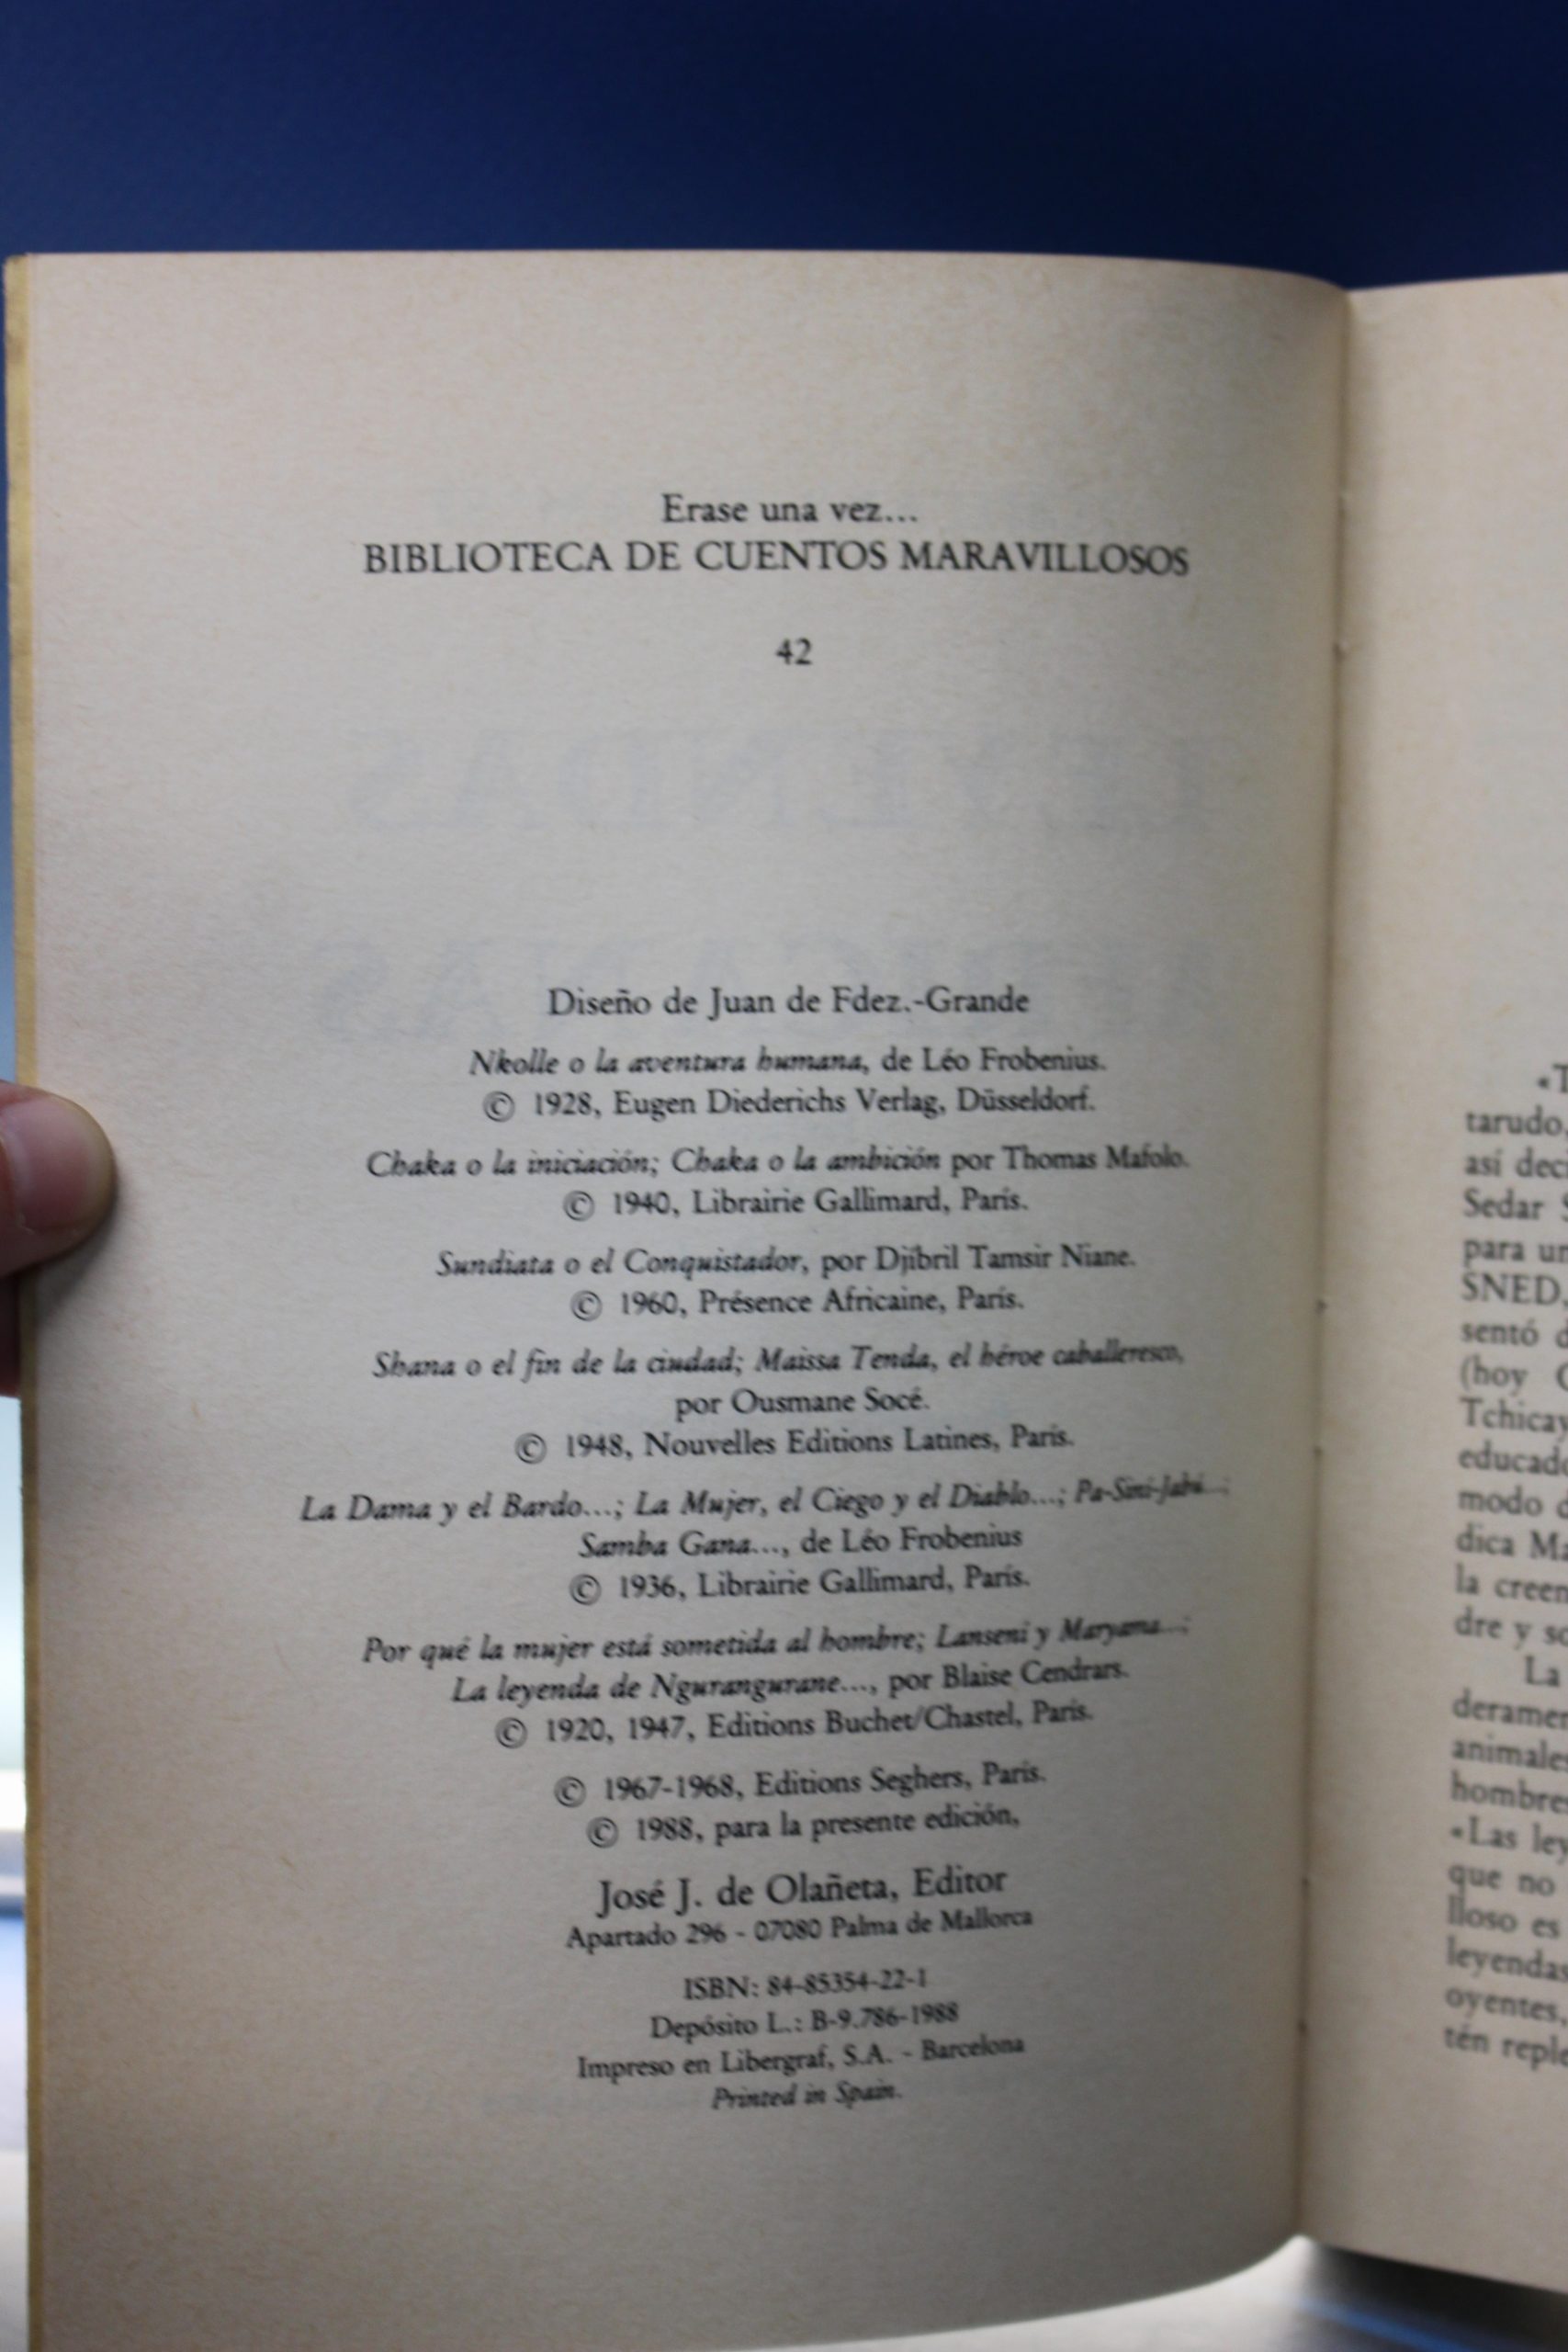 Erase una vez...
BIBLIOTECA DE CUENTOS MARAVILLOSOS
42
Diseño de Juan de Fdez.-Grande
Nkolle o la aventura humana, de Léo Frobenius.
© 1928, Eugen Diederichs Verlag, Düsseldorf.
Chaka o la iniciación; Chaka o la ambición por Thomas Mafolo.
© 1940, Librairie Gallimard, París.
Sundiata o el Conquistador, por Djibril Tamsir Niane.
© 1960, Présence Africaine, París.
Shana o el fin de la ciudad; Maissa Tenda, el héroe caballeresco,
por Ousmane Socé.
© 1948, Nouvelles Editions Latines, París.
La Dama y el Bardo...; La Mujer, el Ciego y el Diablo...; Pa-Sini-Jabú...;
Samba Gana..., de Léo Frobenius
© 1936, Librairie Gallimard, París.
Por qué la mujer está sometida al hombre; Lanseni y Maryama...;
La leyenda de Ngurangurane..., por Blaise Cendrars.
© 1920, 1947, Editions Buchet/Chastel, París.
© 1967-1968, Editions Seghers, París.
© 1988, para la presente edición,
José J. de Olañeta, Editor
Apartado 296 - 07080 Palma de Mallorca
ISBN: 84-85354-22-1
Depósito L.: B-9.786-1988
Impreso en Libergraf, S.A. - Barcelona
Printed in Spain.
«T
tarudo,
así deci
Sedar S
para un
SNED,
sentó d
(hoy C
Tchicay
educado
modo d
dica Ma
la creen
dre y so
La
deramen
animales
hombres
«Las ley
que no
lloso es
leyendas
oyentes,
tén reple